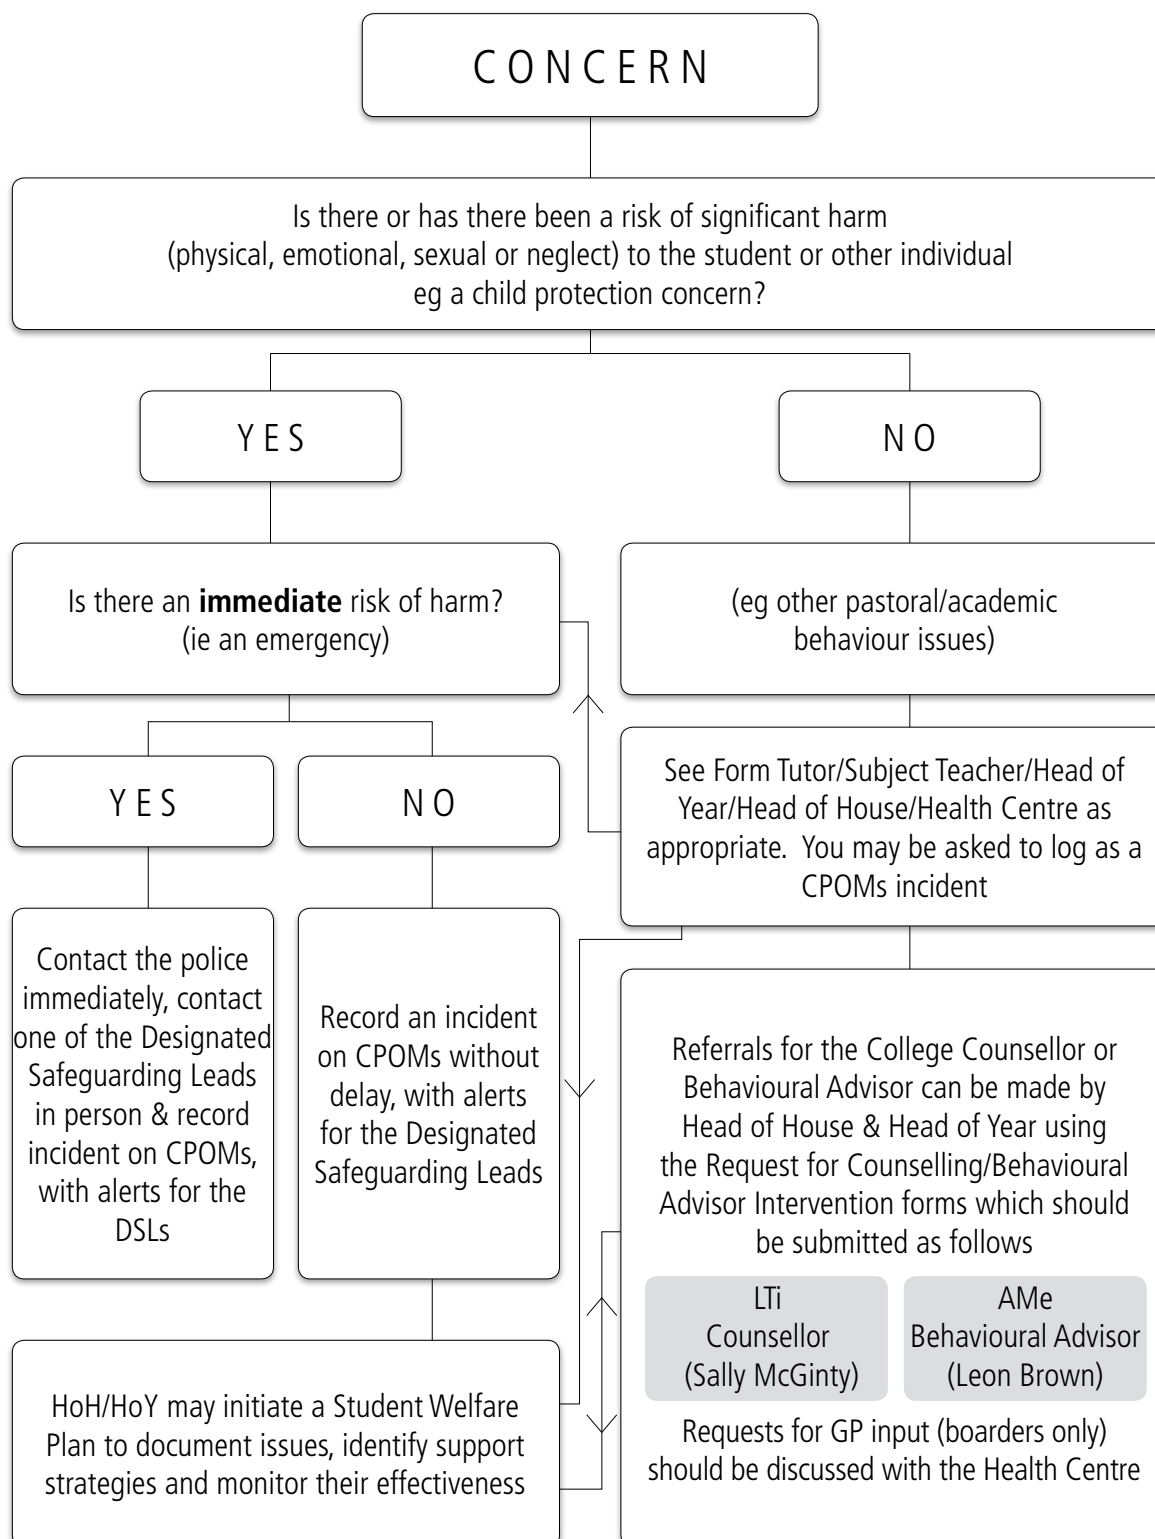 CONCERN
Is there or has there been a risk of significant harm
(physical, emotional, sexual or neglect) to the student or other individual
eg a child protection concern?
YES
NO
Is there an immediate risk of harm?
(ie an emergency)
(eg other pastoral/academic
behaviour issues)
YES
NO
See Form Tutor/Subject Teacher/Head of
Year/Head of House/Health Centre as
appropriate. You may be asked to log as a
CPOMs incident
Contact the police
immediately, contact
one of the Designated
Safeguarding Leads
in person & record
incident on CPOMs,
with alerts for the
DSLs
Record an incident
on CPOMs without
delay, with alerts
for the Designated
Safeguarding Leads
Referrals for the College Counsellor or
Behavioural Advisor can be made by
Head of House & Head of Year using
the Request for Counselling/Behavioural
Advisor Intervention forms which should
be submitted as follows
LTi
Counsellor
(Sally McGinty)
AMe
Behavioural Advisor
(Leon Brown)
Requests for GP input (boarders only)
should be discussed with the Health Centre
HoH/HoY may initiate a Student Welfare
Plan to document issues, identify support
strategies and monitor their effectiveness